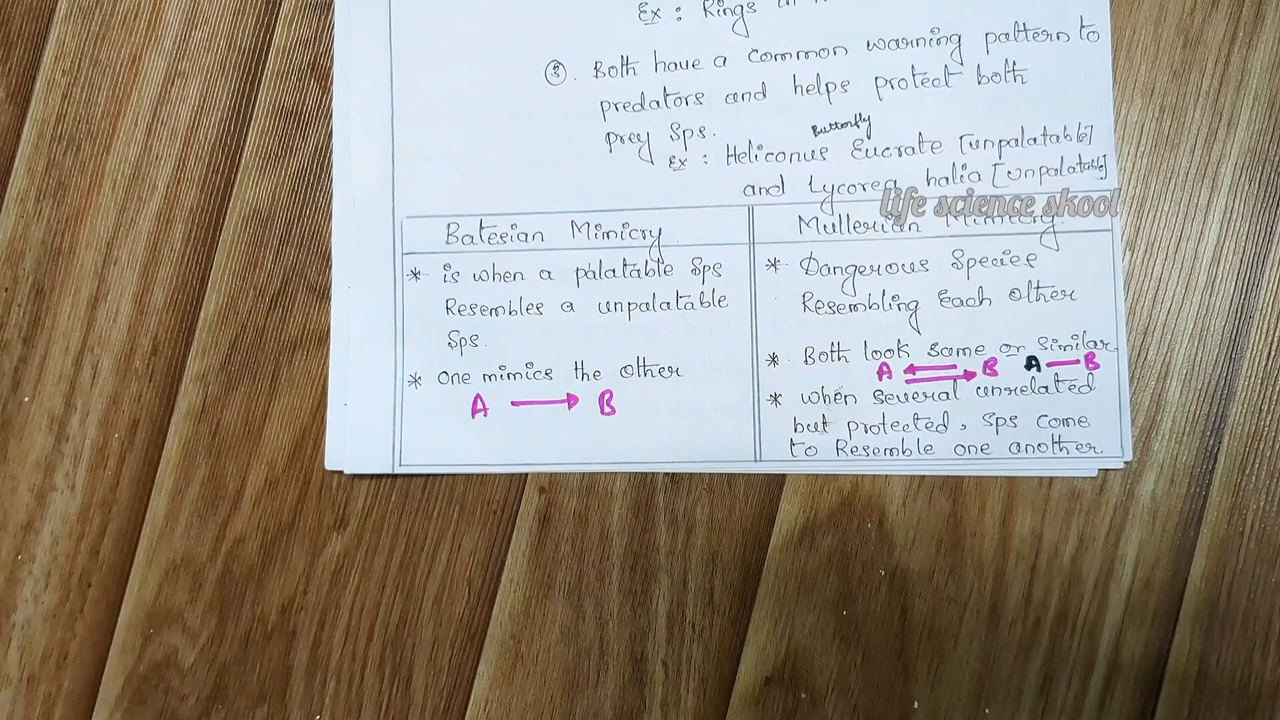 Ex : Rings in
③. Both have a common warning pattern to
predators and helps protect both
prey Sps.
Butterfly
Ex : Heliconus Eucrate [unpalatable]
and Lycorea halia [unpalatable]
life science skool
Batesian Mimicry
* is when a palatable Sps
Resembles a unpalatable
Sps.
* One mimics the other
A → B
Mullerian Mimicry.
* Dangerous Species
Resembling Each Other
* Both look same or similar.
A ⇄ B A — B
* when several unrelated
but protected, Sps come
to Resemble one another